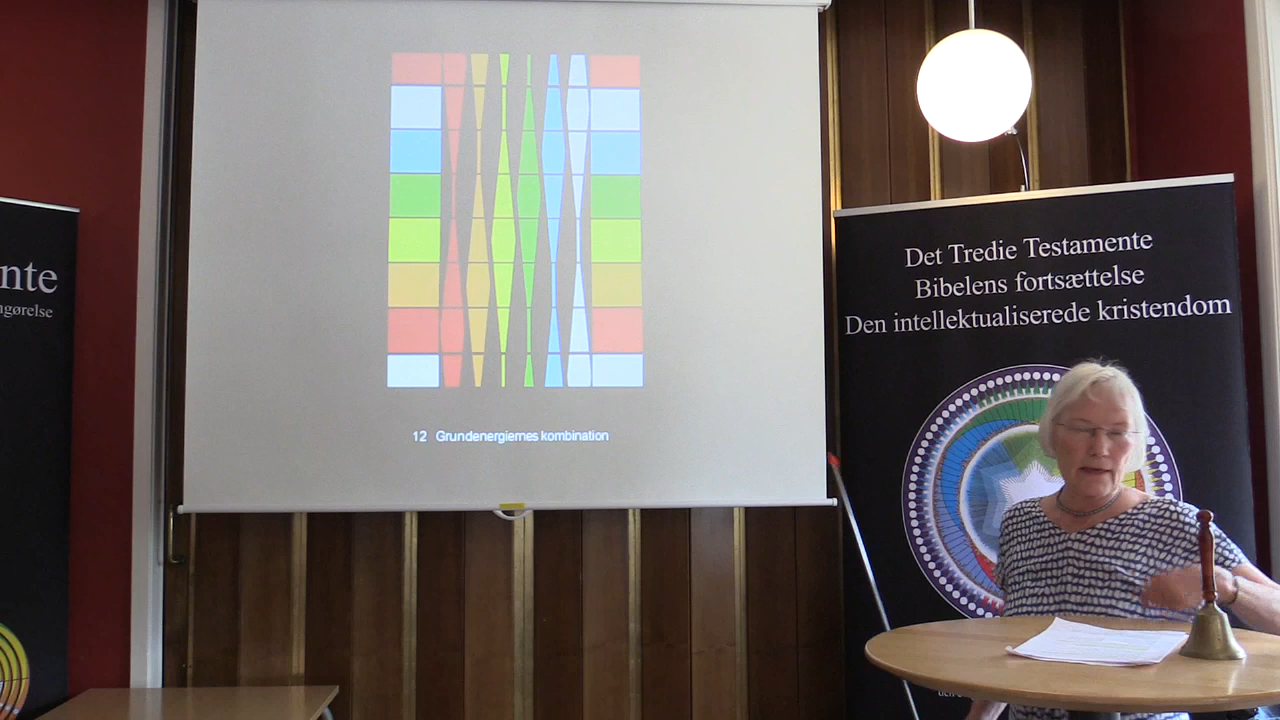 nte
ngørelse
12 Grundenergiernes kombination
Det Tredie Testamente
Bibelens fortsættelse
Den intellektualiserede kristendom